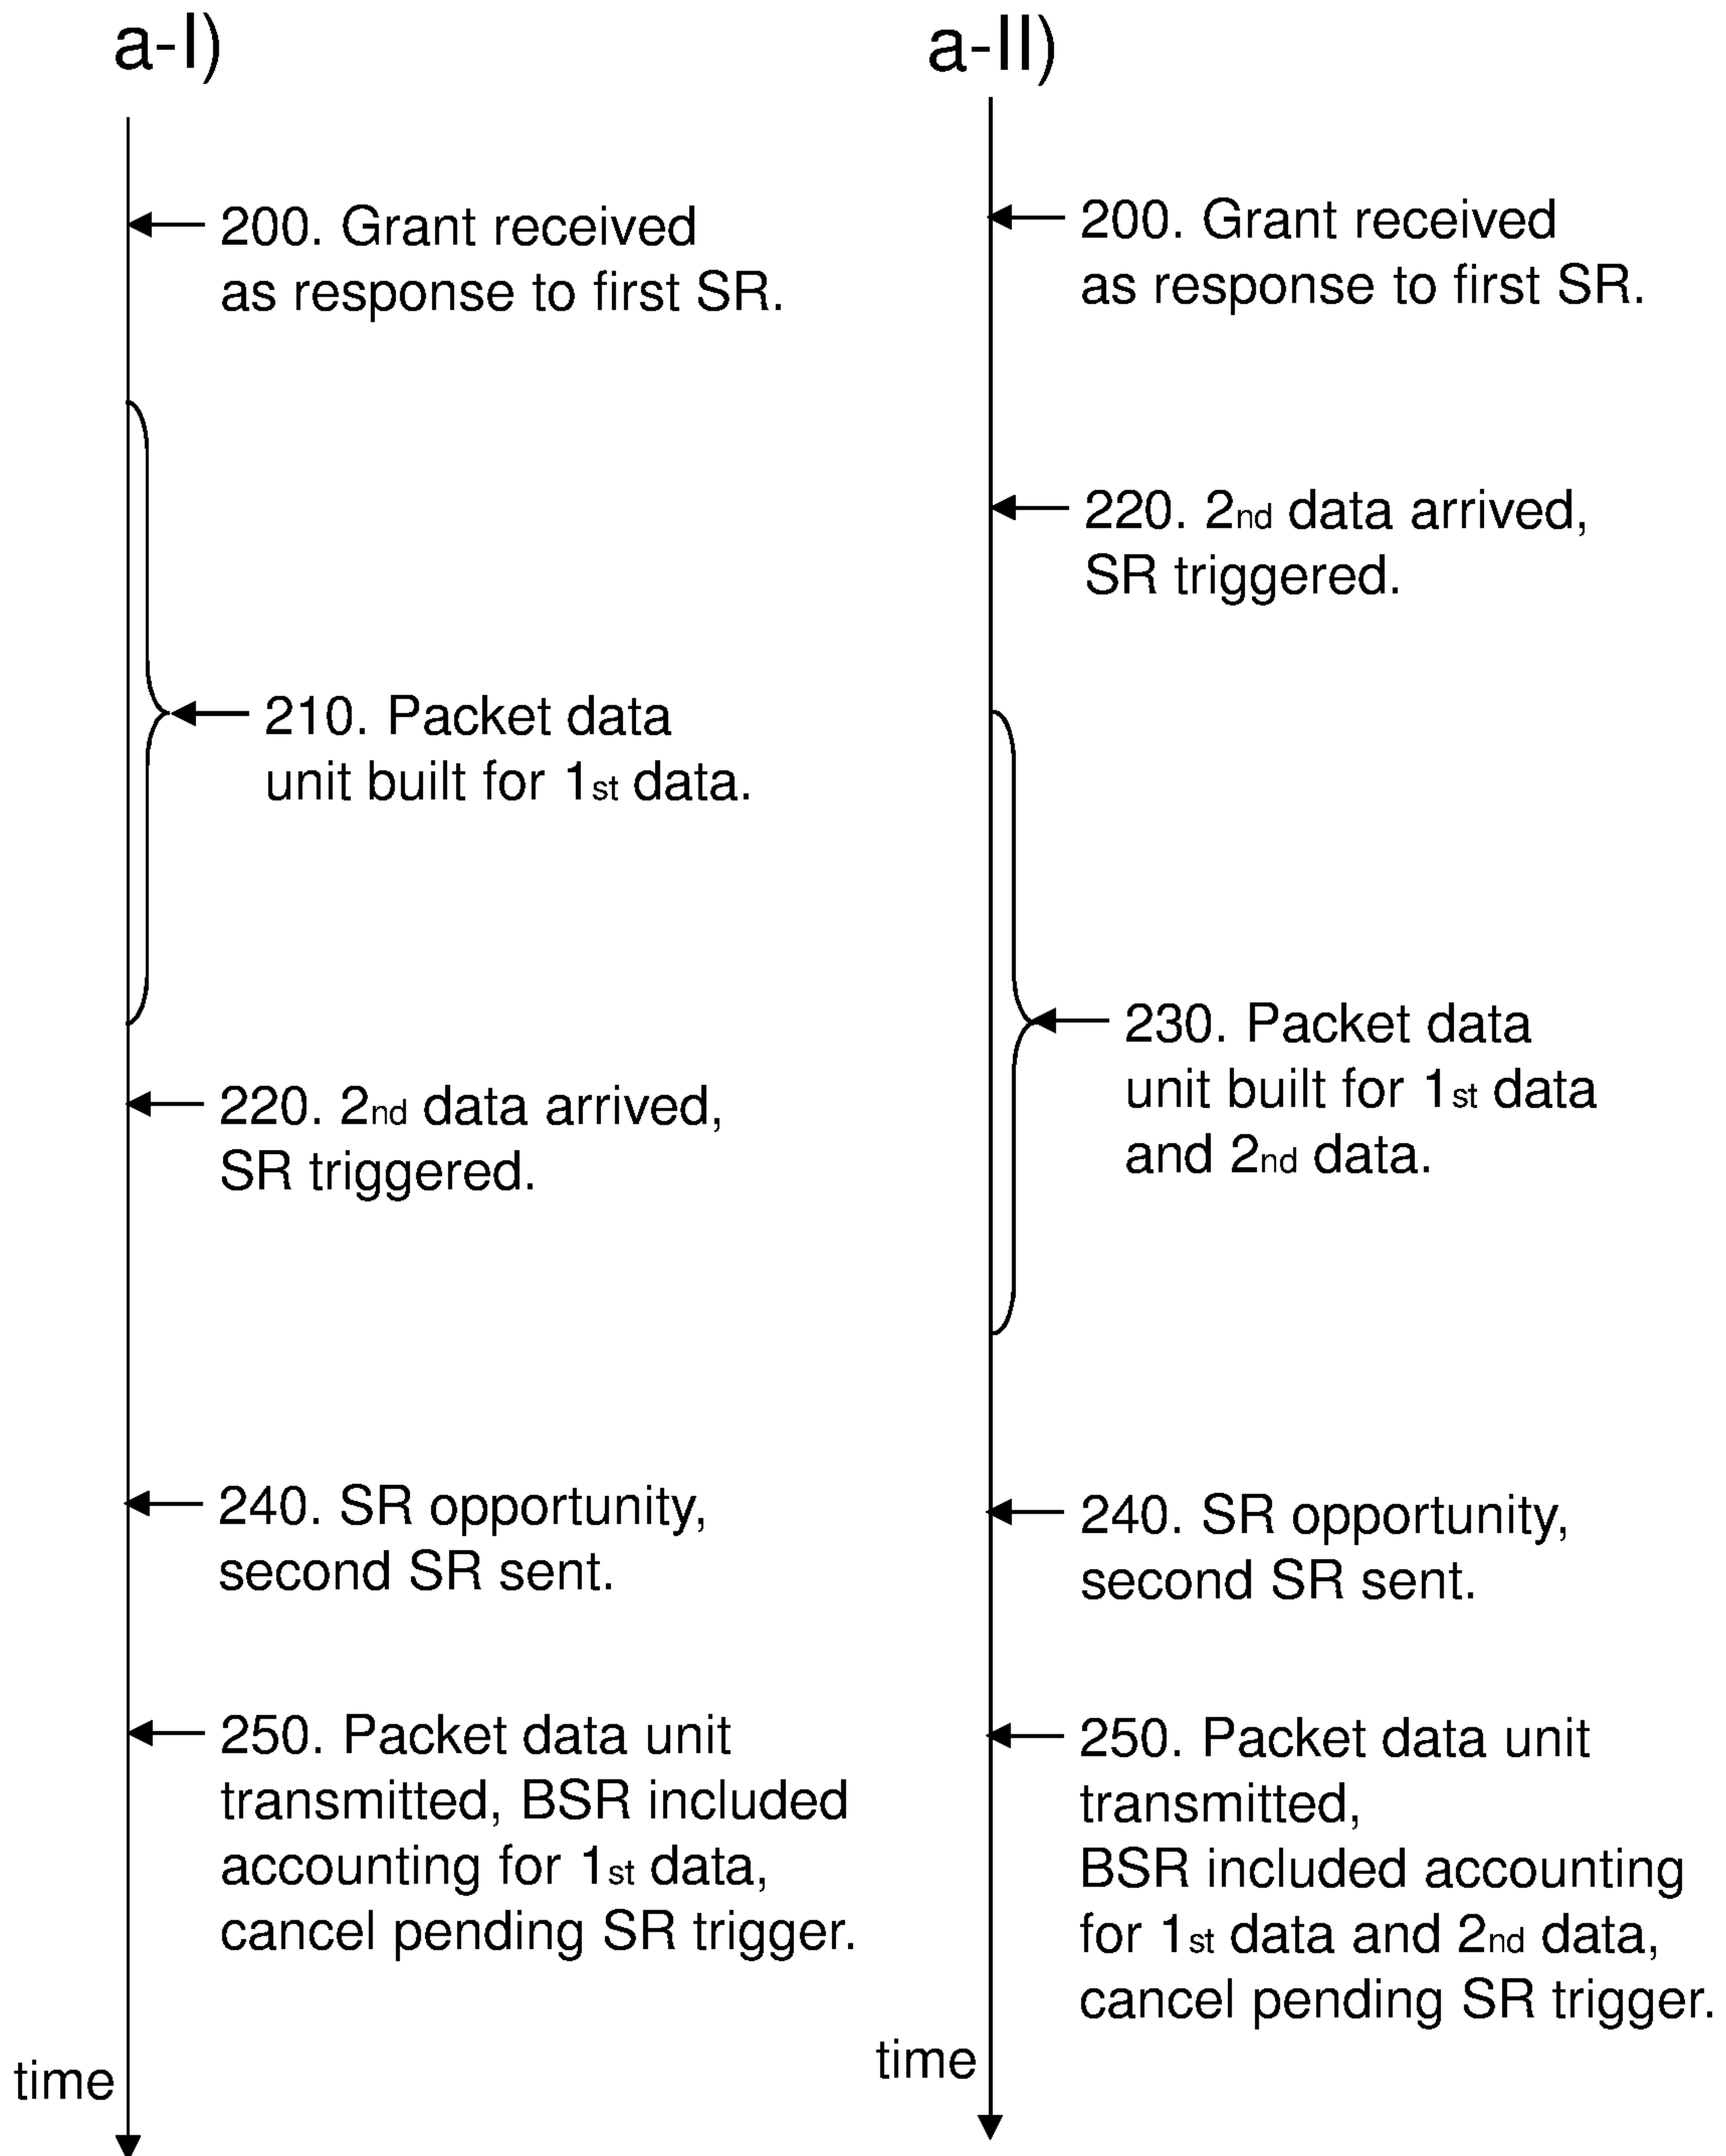 a-I)
200. Grant received
as response to first SR.
210. Packet data
unit built for 1st data.
220. 2nd data arrived,
SR triggered.
240. SR opportunity,
second SR sent.
250. Packet data unit
transmitted, BSR included
accounting for 1st data,
cancel pending SR trigger.
time
a-II)
200. Grant received
as response to first SR.
220. 2nd data arrived,
SR triggered.
230. Packet data
unit built for 1st data
and 2nd data.
240. SR opportunity,
second SR sent.
250. Packet data unit
transmitted,
BSR included accounting
for 1st data and 2nd data,
cancel pending SR trigger.
time